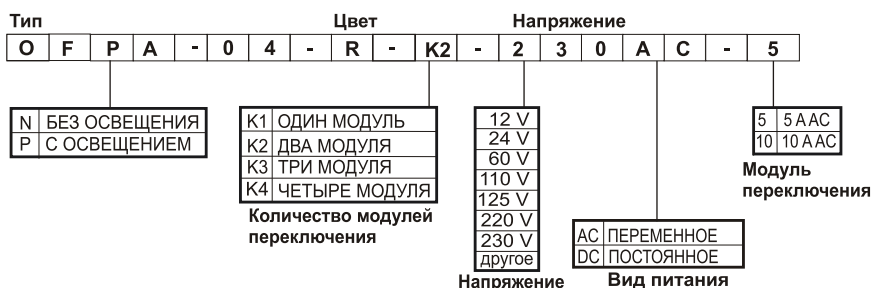 Тип Цвет Напряжение
O F P A - 0 4 - R - K2 - 2 3 0 A C - 5
N БЕЗ ОСВЕЩЕНИЯ
P С ОСВЕЩЕНИЕМ
K1 ОДИН МОДУЛЬ
K2 ДВА МОДУЛЯ
K3 ТРИ МОДУЛЯ
K4 ЧЕТЫРЕ МОДУЛЯ
Количество модулей
переключения
12 V
24 V
60 V
110 V
125 V
220 V
230 V
другое
Напряжение
AC ПЕРЕМЕННОЕ
DC ПОСТОЯННОЕ
Вид питания
5 5 A AC
10 10 A AC
Модуль
переключения